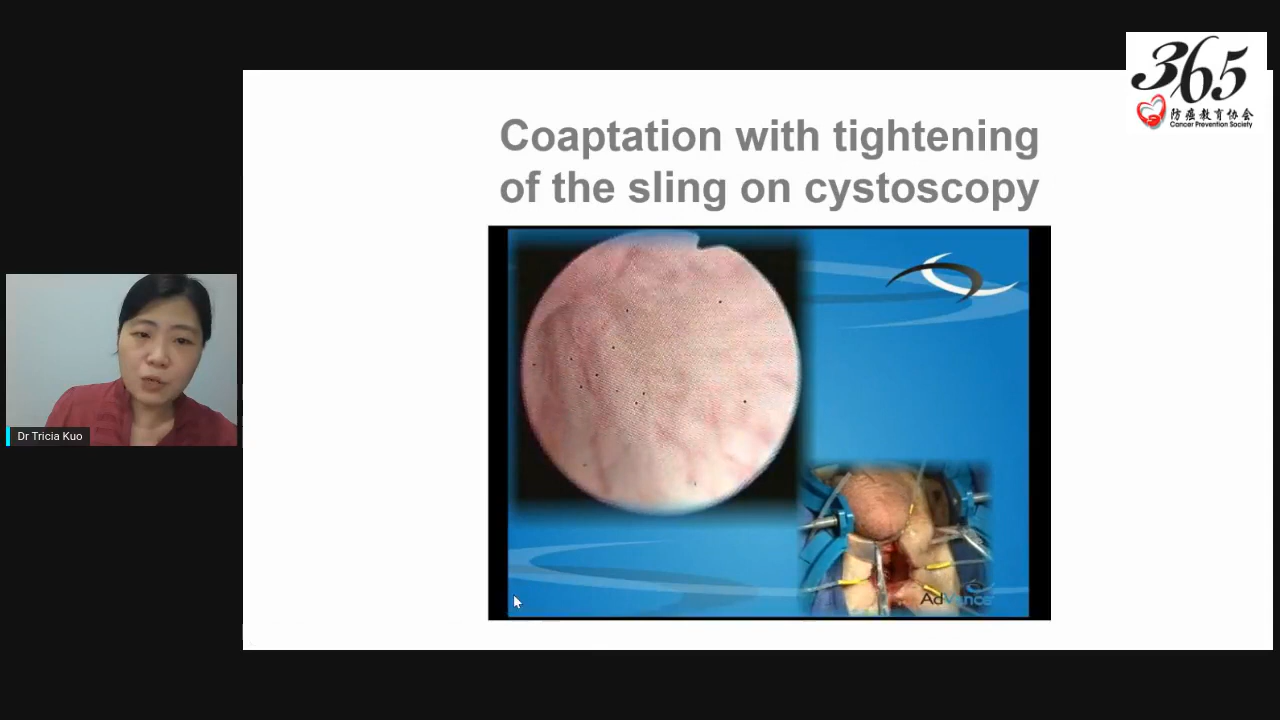 365
防癌教育协会
Cancer Prevention Society
Coaptation with tightening
of the sling on cystoscopy
Dr Tricia Kuo
AdVance